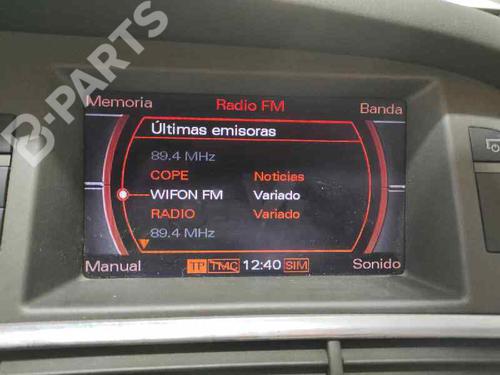 B-PARTS
Memoria Radio FM Banda
Últimas emisoras
89.4 MHz
COPE Noticias
WIFON FM Variado
RADIO Variado
89.4 MHz
Manual TP TMC 12:40 SIM Sonido